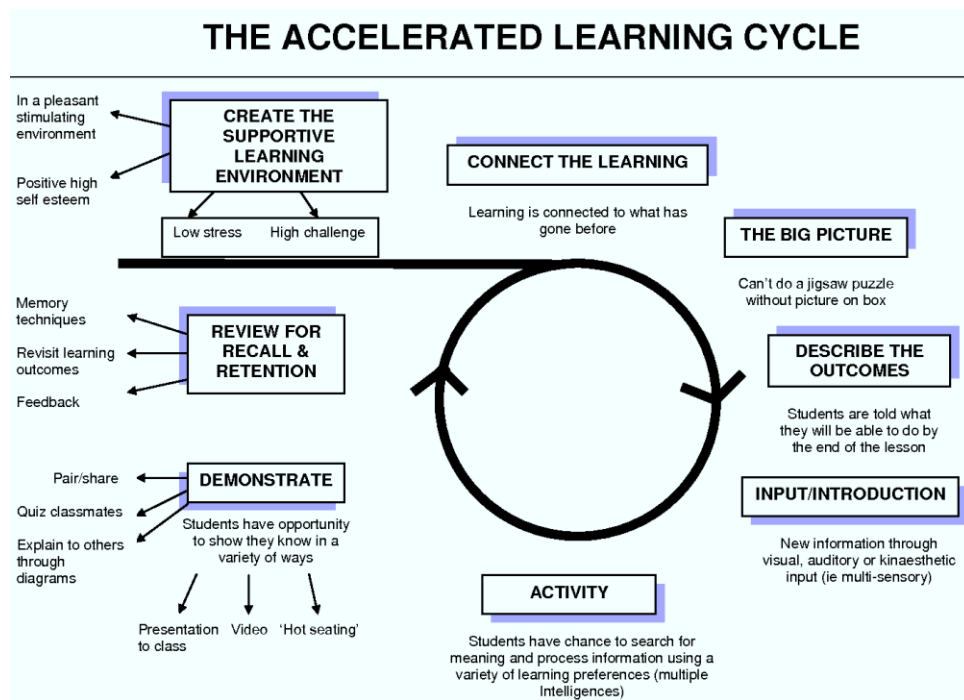 THE ACCELERATED LEARNING CYCLE
In a pleasant
stimulating
environment
Positive high
self esteem
CREATE THE
SUPPORTIVE
LEARNING
ENVIRONMENT
Low stress
High challenge
CONNECT THE LEARNING
Learning is connected to what has
gone before
THE BIG PICTURE
Can't do a jigsaw puzzle
without picture on box
DESCRIBE THE
OUTCOMES
Students are told what
they will be able to do by
the end of the lesson
INPUT/INTRODUCTION
New information through
visual, auditory or kinaesthetic
input (ie multi-sensory)
ACTIVITY
Students have chance to search for
meaning and process information using a
variety of learning preferences (multiple
Intelligences)
DEMONSTRATE
Students have opportunity
to show they know in a
variety of ways
Pair/share
Quiz classmates
Explain to others
through
diagrams
Presentation
to class
Video
'Hot seating'
REVIEW FOR
RECALL &
RETENTION
Memory
techniques
Revisit learning
outcomes
Feedback